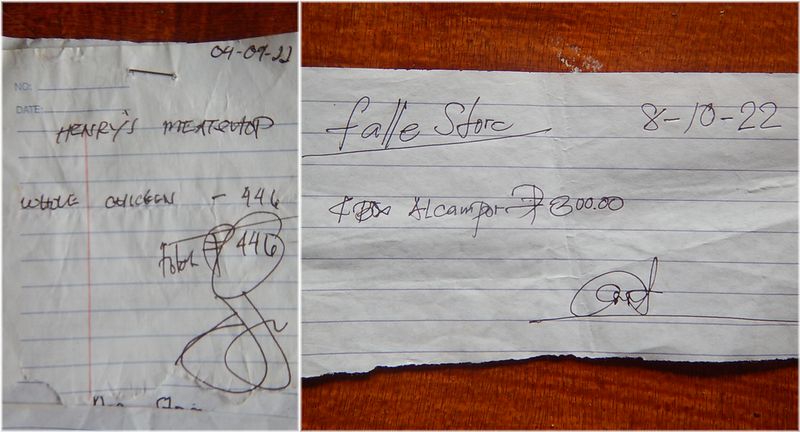 04-09-22
NO:
DATE:
HENRY'S MEATSHOP
WHOLE CHICKEN - 446
Total ₱ 446
falle Store 8-10-22
Alcampor ₱ 800.00